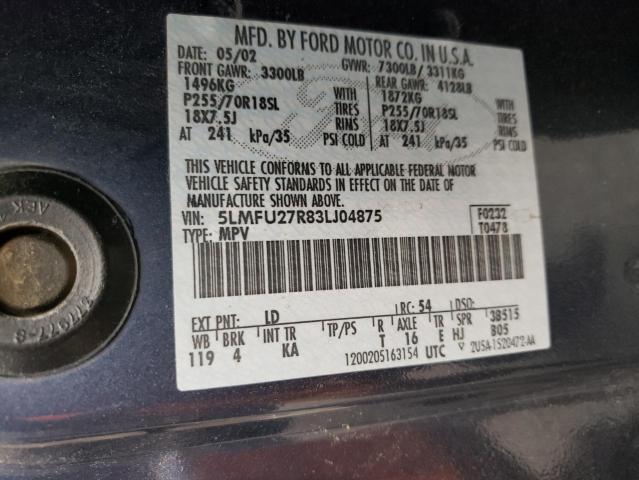 MFD. BY FORD MOTOR CO. IN U.S.A.
DATE: 05/02 GVWR: 7300LB/ 3311KG
FRONT GAWR: 3300LB REAR GAWR: 4128LB
1496KG 1872KG
P255/70R18SL WITH TIRES P255/70R18SL WITH TIRES
18X7.5J RIMS 18X7.5J RIMS
AT 241 kPa/35 PSI COLD AT 241 kPa/35 PSI COLD
THIS VEHICLE CONFORMS TO ALL APPLICABLE FEDERAL MOTOR
VEHICLE SAFETY STANDARDS IN EFFECT ON THE DATE OF
MANUFACTURE SHOWN ABOVE.
VIN: 5LMFU27R83LJ04875 F0232
TYPE: MPV T0478
EXT PNT: LD RC: 54 DSO: 38515
WB BRK INT TR TP/PS R AXLE TR SPR B05
119 4 KA T 16 E HJ
1200205163154 UTC 2U5A-1520472-AA
AEK